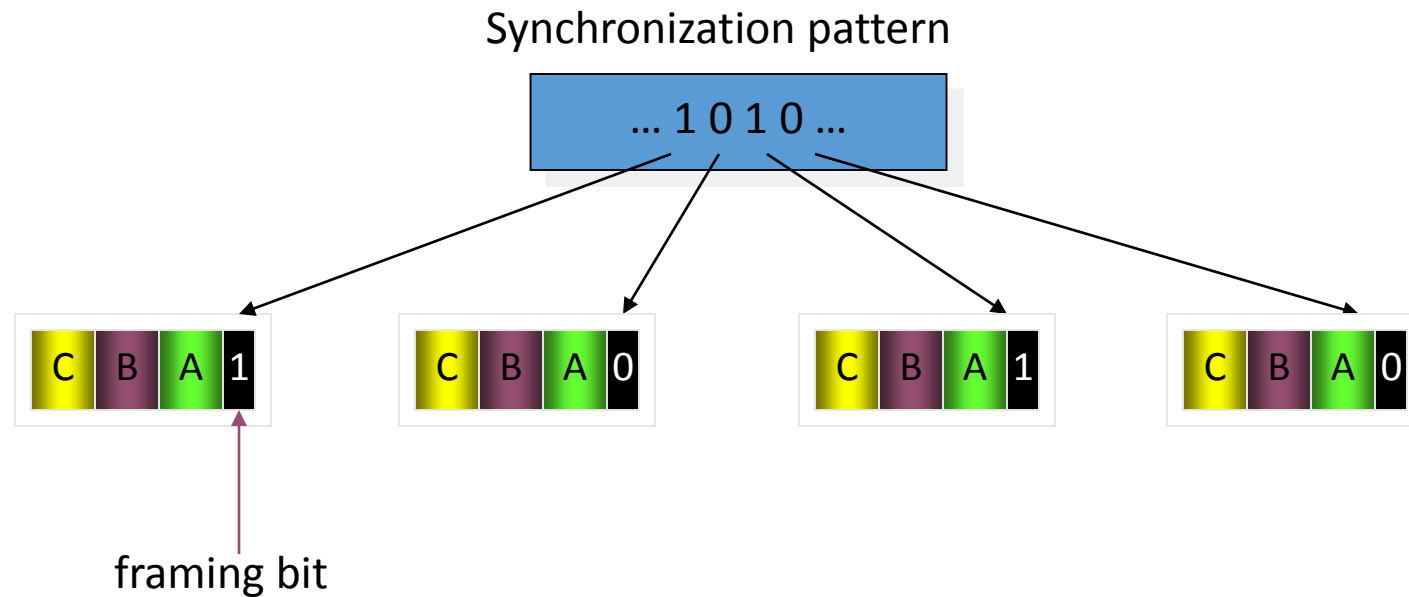 Synchronization pattern
... 1 0 1 0 ...
C B A 1
C B A 0
C B A 1
C B A 0
framing bit